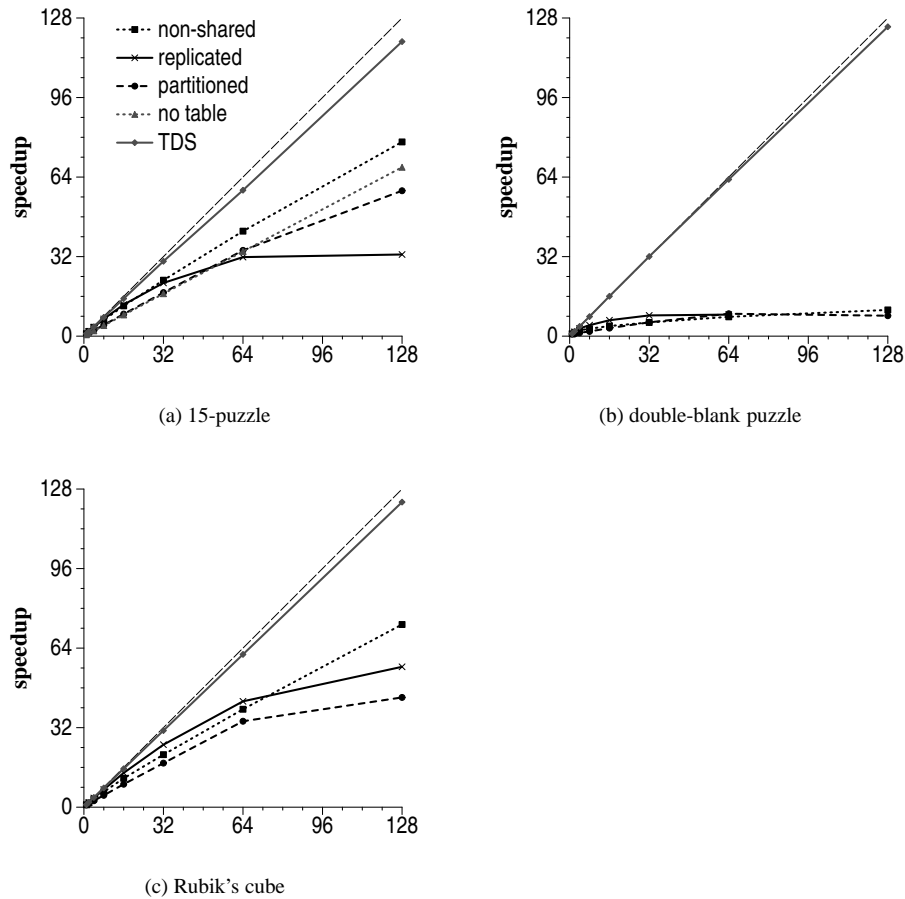 128
96
64
32
0
speedup
non-shared
replicated
partitioned
no table
TDS
0 32 64 96 128
(a) 15-puzzle
128
96
64
32
0
speedup
0 32 64 96 128
(b) double-blank puzzle
128
96
64
32
0
speedup
0 32 64 96 128
(c) Rubik's cube